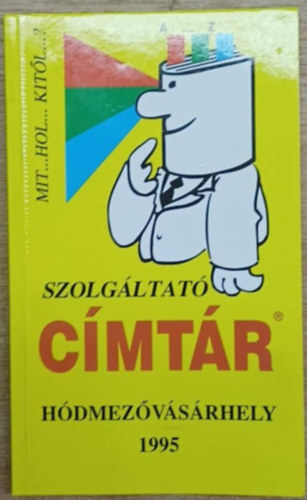 A ... Z
MIT...HOL... KITŐL...?
SZOLGÁLTATÓ
CÍMTÁR®
HÓDMEZŐVÁSÁRHELY
1995